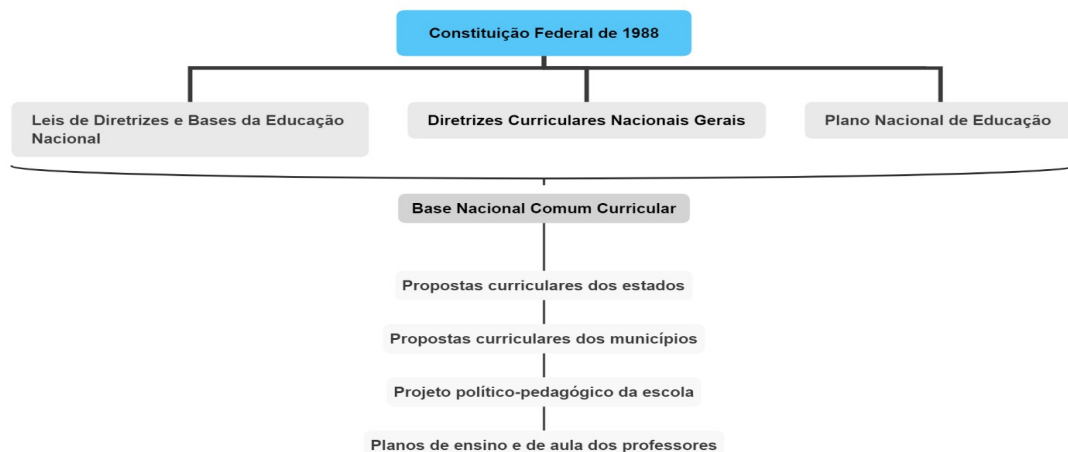 Constituição Federal de 1988
Leis de Diretrizes e Bases da Educação
Nacional
Diretrizes Curriculares Nacionais Gerais
Plano Nacional de Educação
Base Nacional Comum Curricular
Propostas curriculares dos estados
Propostas curriculares dos municípios
Projeto político-pedagógico da escola
Planos de ensino e de aula dos professores